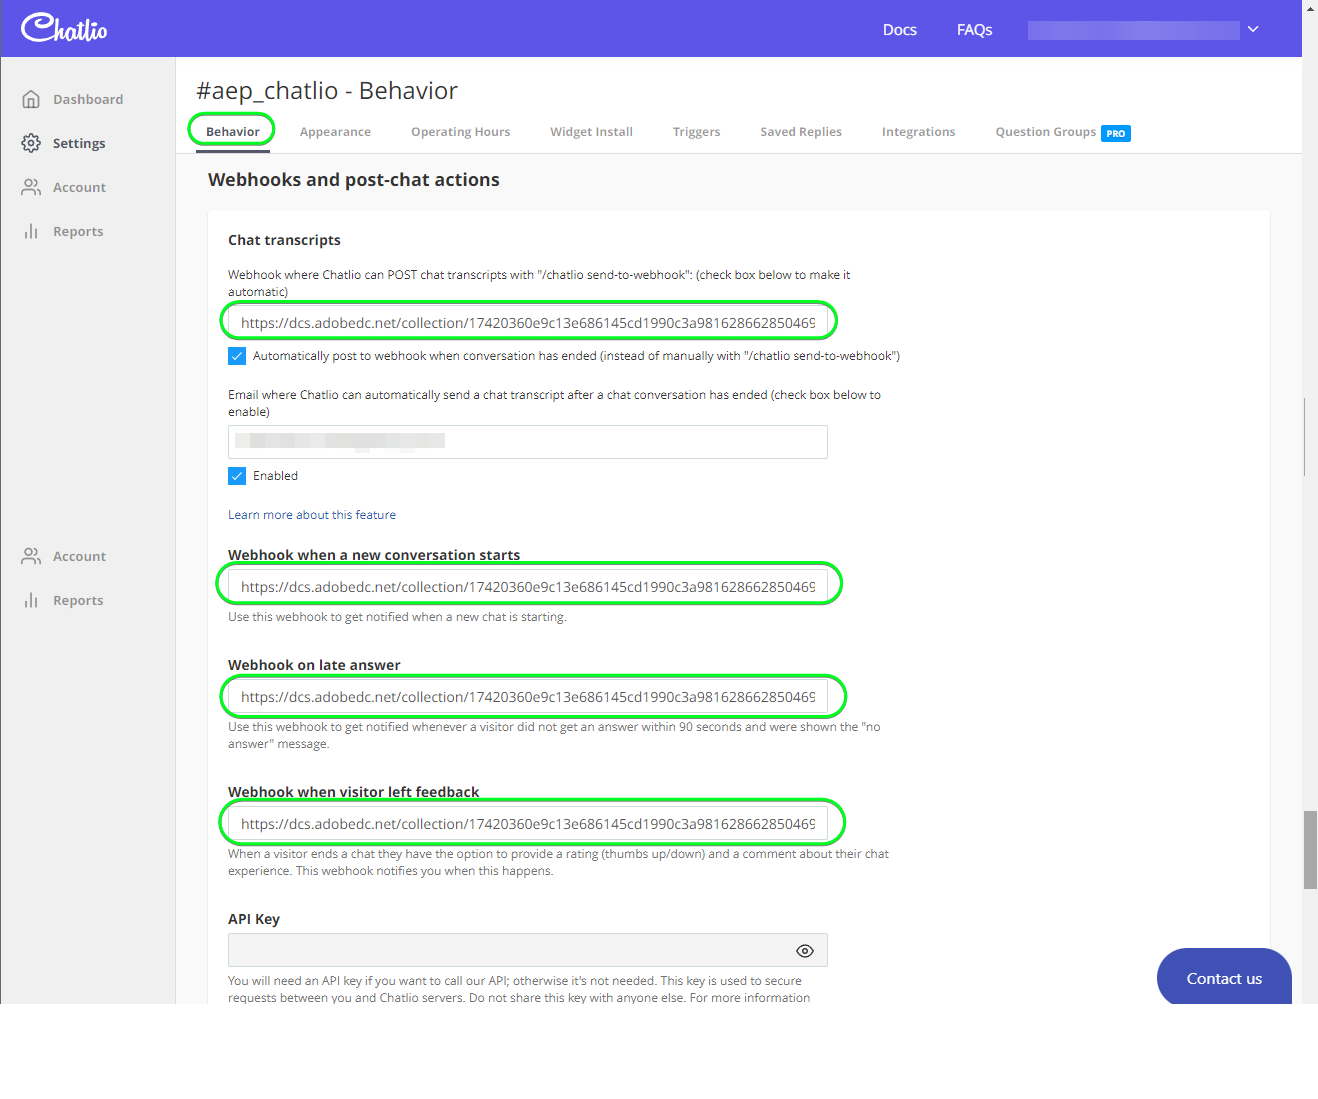 Chatlio
Docs
FAQs
Dashboard
Settings
Account
Reports
Account
Reports
#aep_chatlio - Behavior
Behavior
Appearance
Operating Hours
Widget Install
Triggers
Saved Replies
Integrations
Question Groups PRO
Webhooks and post-chat actions
Chat transcripts
Webhook where Chatlio can POST chat transcripts with "/chatlio send-to-webhook": (check box below to make it
automatic)
https://dcs.adobedc.net/collection/17420360e9c13e686145cd1990c3a981628662850469
Automatically post to webhook when conversation has ended (instead of manually with "/chatlio send-to-webhook")
Email where Chatlio can automatically send a chat transcript after a chat conversation has ended (check box below to
enable)
Enabled
Learn more about this feature
Webhook when a new conversation starts
https://dcs.adobedc.net/collection/17420360e9c13e686145cd1990c3a981628662850469
Use this webhook to get notified when a new chat is starting.
Webhook on late answer
https://dcs.adobedc.net/collection/17420360e9c13e686145cd1990c3a981628662850469
Use this webhook to get notified whenever a visitor did not get an answer within 90 seconds and were shown the "no
answer" message.
Webhook when visitor left feedback
https://dcs.adobedc.net/collection/17420360e9c13e686145cd1990c3a981628662850469
When a visitor ends a chat they have the option to provide a rating (thumbs up/down) and a comment about their chat
experience. This webhook notifies you when this happens.
API Key
You will need an API key if you want to call our API; otherwise it's not needed. This key is used to secure
requests between you and Chatlio servers. Do not share this key with anyone else. For more information
Contact us